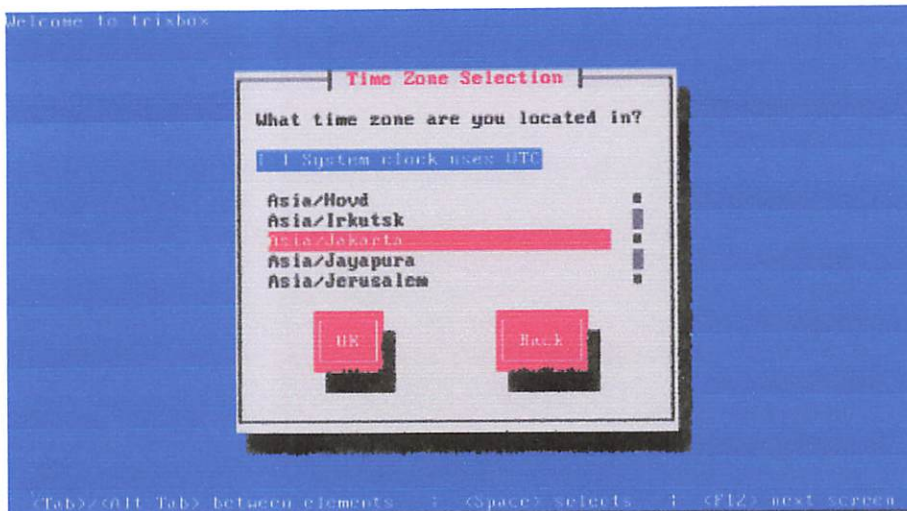 Welcome to trixbox
Time Zone Selection
What time zone are you located in?
[ ] System clock uses UTC
Asia/Hovd
Asia/Irkutsk
Asia/Jakarta
Asia/Jayapura
Asia/Jerusalem
OK Back
<Tab>/<Alt Tab> between elements | <Space> selects | <F12> next screen